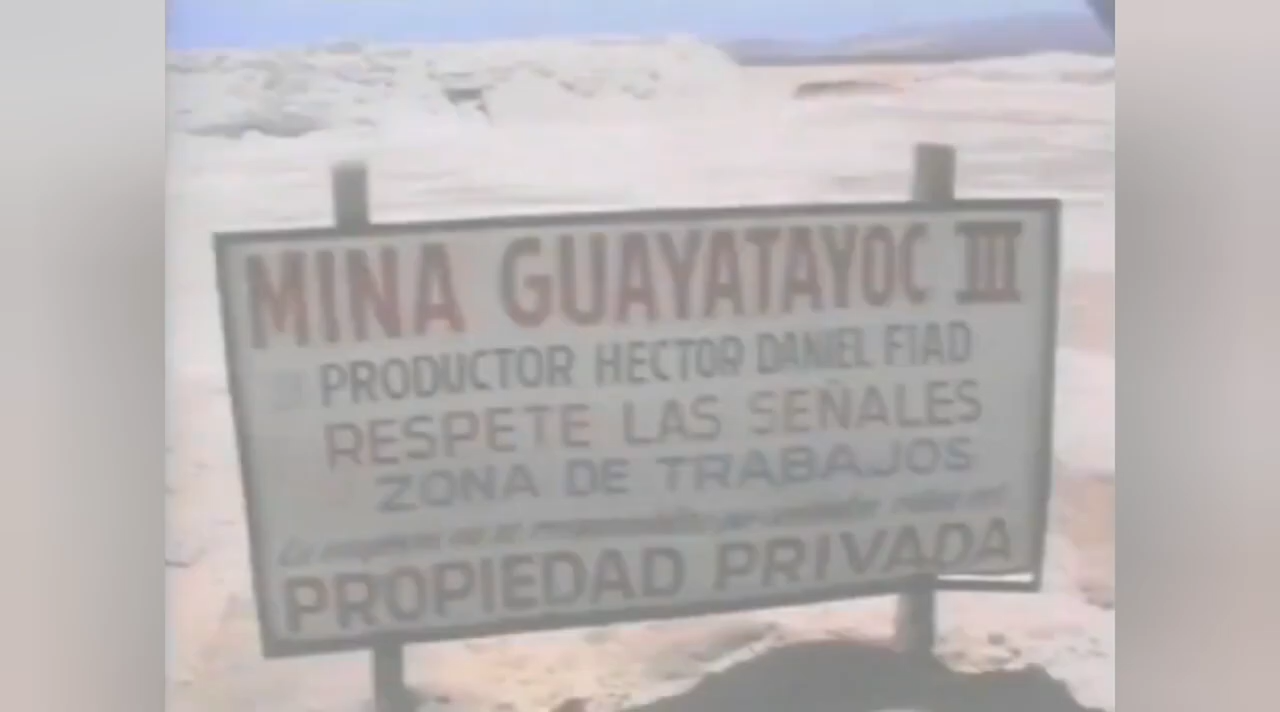 MINA GUAYATAYOC III
PRODUCTOR HECTOR DANIEL FIAD
RESPETE LAS SEÑALES
ZONA DE TRABAJOS
PROPIEDAD PRIVADA